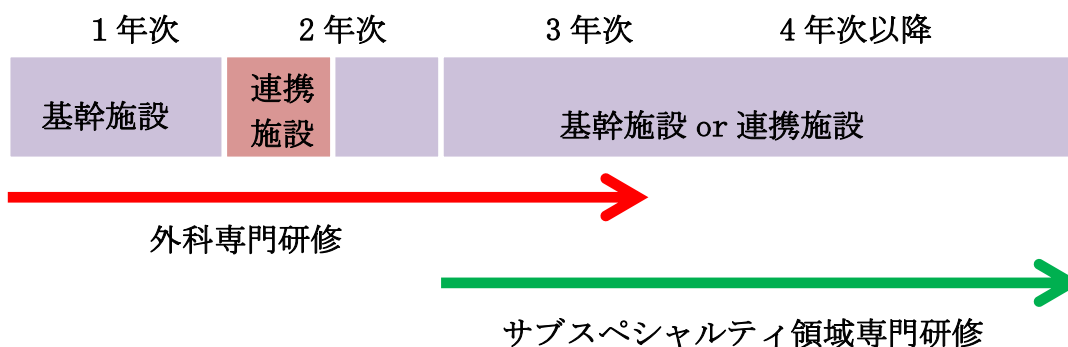 1年次 2年次 3年次 4年次以降
基幹施設
連携
施設
基幹施設 or 連携施設
外科専門研修
サブスペシャルティ領域専門研修